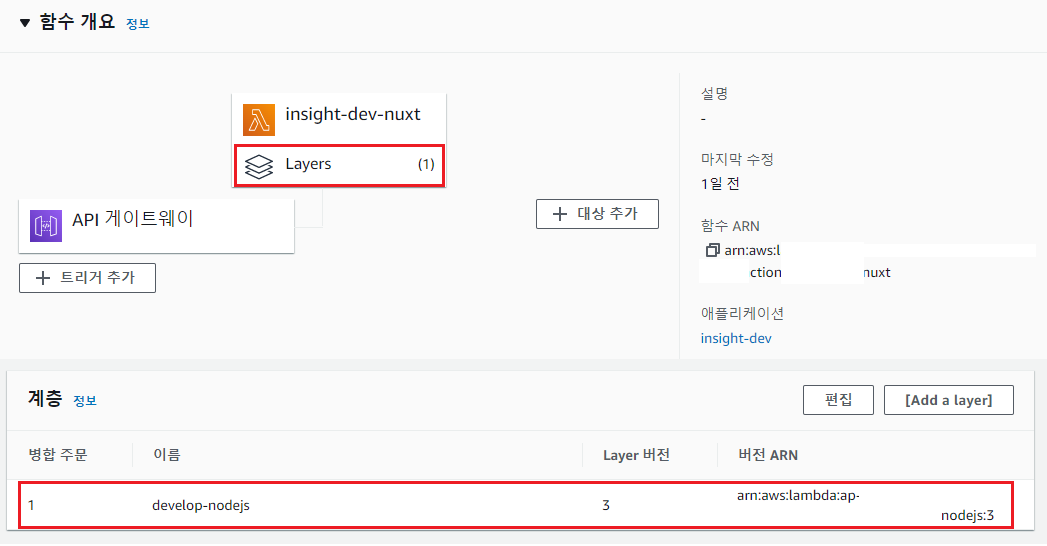 ▼ 함수 개요 정보
insight-dev-nuxt
Layers (1)
API 게이트웨이
+ 트리거 추가
+ 대상 추가
설명
-
마지막 수정
1일 전
함수 ARN
arn:aws:l
ction nuxt
애플리케이션
insight-dev
계층 정보
편집 [Add a layer]
병합 주문 이름 Layer 버전 버전 ARN
1 develop-nodejs 3 arn:aws:lambda:ap-
nodejs:3